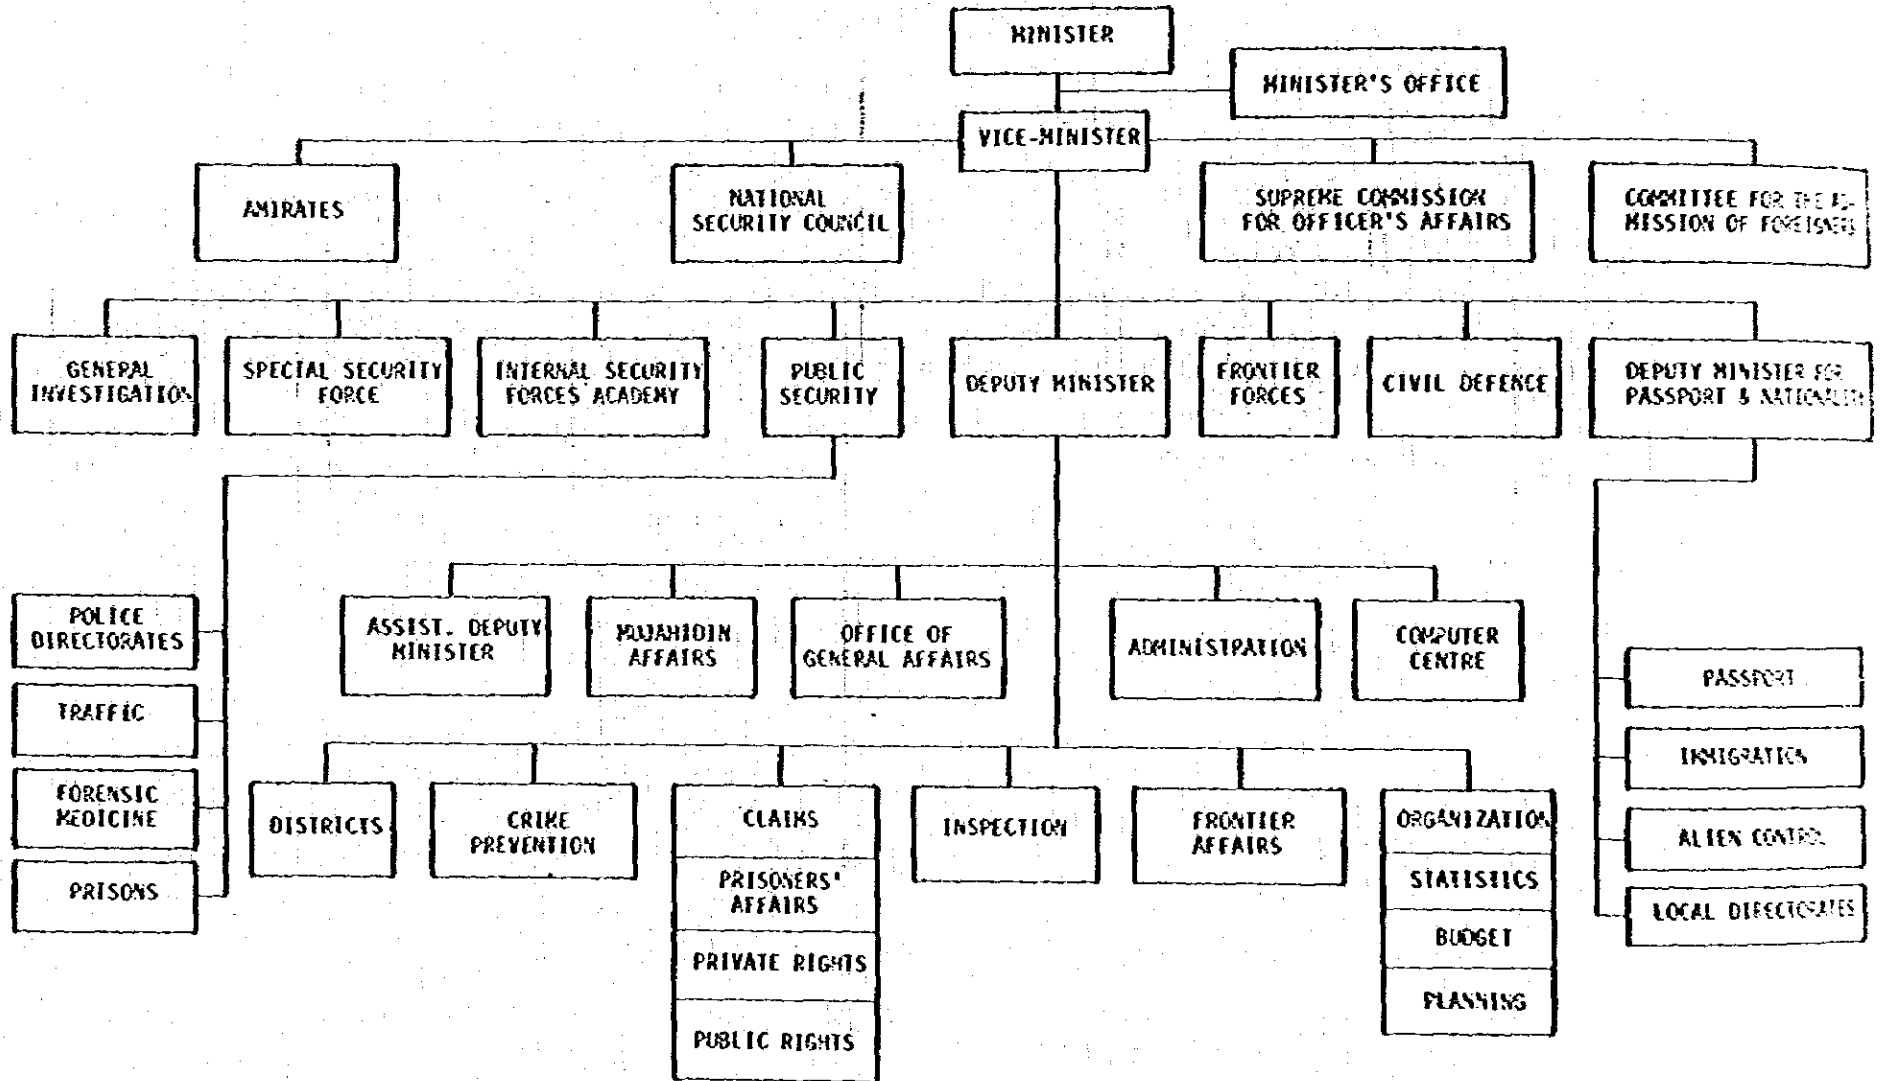 MINISTER
MINISTER'S OFFICE
VICE-MINISTER
AMIRATES
NATIONAL
SECURITY COUNCIL
SUPREME COMMISSION
FOR OFFICER'S AFFAIRS
COMMITTEE FOR THE AD-
MISSION OF FOREIGNERS
GENERAL
INVESTIGATION
SPECIAL SECURITY
FORCE
INTERNAL SECURITY
FORCES ACADEMY
PUBLIC
SECURITY
DEPUTY MINISTER
FRONTIER
FORCES
CIVIL DEFENCE
DEPUTY MINISTER FOR
PASSPORT & NATIONALITY
POLICE
DIRECTORATES
TRAFFIC
FORENSIC
MEDICINE
PRISONS
ASSIST. DEPUTY
MINISTER
MUJAHIDIN
AFFAIRS
OFFICE OF
GENERAL AFFAIRS
ADMINISTRATION
COMPUTER
CENTRE
PASSPORT
IMMIGRATION
ALIEN CONTROL
LOCAL DIRECTORATES
DISTRICTS
CRIME
PREVENTION
CLAIMS
PRISONERS'
AFFAIRS
PRIVATE RIGHTS
PUBLIC RIGHTS
INSPECTION
FRONTIER
AFFAIRS
ORGANIZATION
STATISTICS
BUDGET
PLANNING